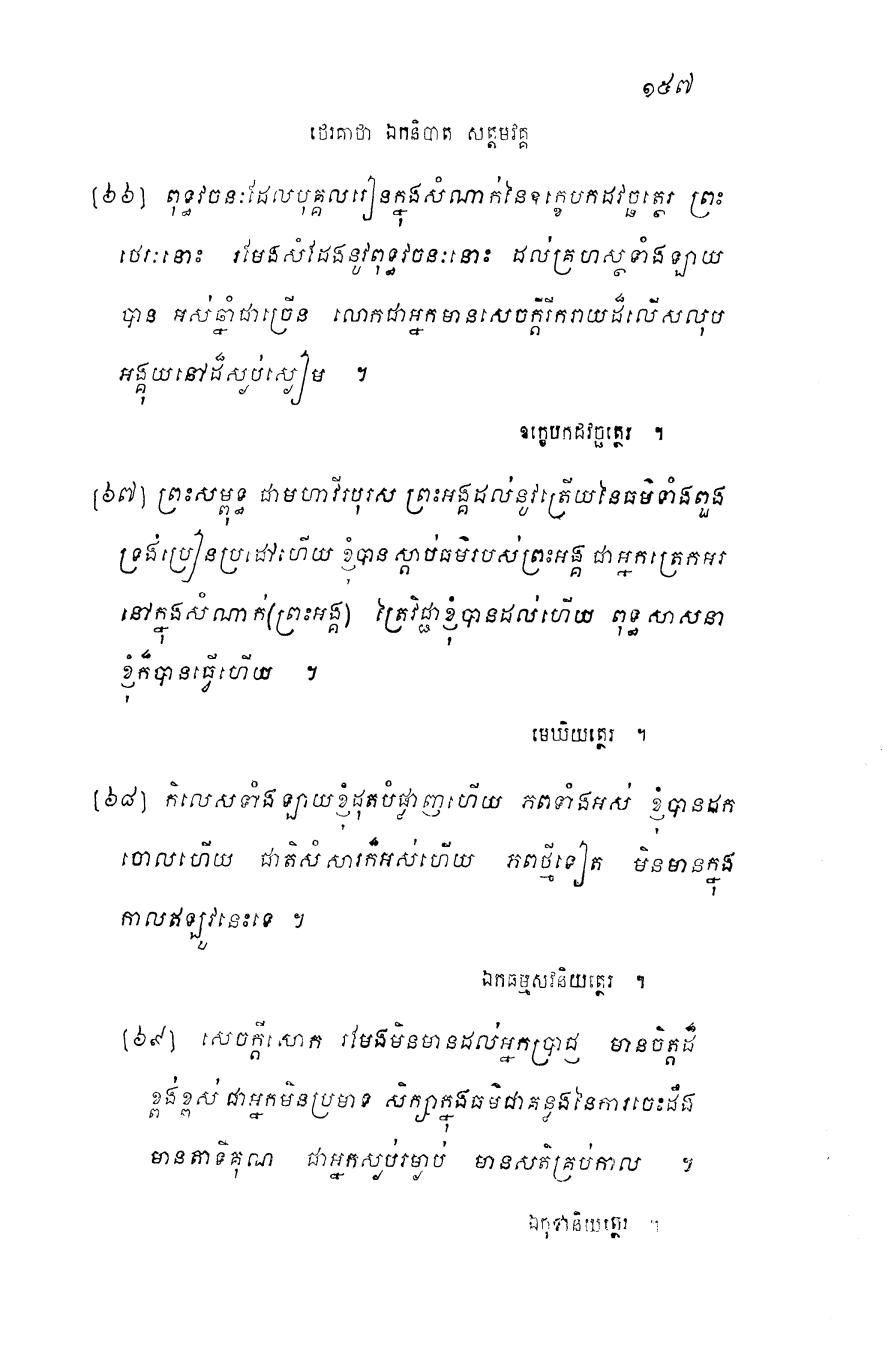 ១៥៧
ថេរគាថា ឯកនិបាត សត្តមវគ្គ
[៦៦] ពុទ្ធវចនៈដែលបុគ្គលរៀនក្នុងសំណាក់នៃឧក្ខេបកដវច្ឆត្ថេរ ព្រះ
ថេរៈនោះ រមែងសំដែងនូវពុទ្ធវចនៈនោះ ដល់គ្រហស្ថទាំងឡាយ
បាន អស់ឆ្នាំជាច្រើន លោកជាអ្នកមានសេចក្តីរីករាយដ៏លើសលុប
អង្គុយនៅដ៏ស្ងប់ស្ងៀម ។
ឧក្ខេបកដវច្ឆត្ថេរ ។
[៦៧] ព្រះសម្ពុទ្ធ ជាមហាវីរបុរស ព្រះអង្គដល់នូវត្រើយនៃធម៌ទាំងពួង
ទ្រង់ប្រៀនប្រដៅហើយ ខ្ញុំបានស្តាប់ធម៌របស់ព្រះអង្គ ជាអ្នកត្រេកអរ
នៅក្នុងសំណាក់(ព្រះអង្គ) ត្រៃវិជ្ជាខ្ញុំបានដល់ហើយ ពុទ្ធសាសនា
ខ្ញុំក៏បានធ្វើហើយ ។
មេឃិយត្ថេរ ។
[៦៨] កិលេសទាំងឡាយខ្ញុំដុតបំផ្លាញហើយ ភពទាំងអស់ ខ្ញុំបានដក
ចោលហើយ ជាតិសំសារក៏អស់ហើយ ភពថ្មីទៀត មិនមានក្នុង
កាលឥឡូវនេះទេ ។
ឯកធម្មសវនិយត្ថេរ ។
[៦៩] សេចក្តីសោក រមែងមិនមានដល់អ្នកប្រាជ្ញ មានចិត្តដ៏
ខ្ពង់ខ្ពស់ ជាអ្នកមិនប្រមាទ សិក្សាក្នុងធម៌ជាគន្លងនៃការចេះដឹង
មានតាទិគុណ ជាអ្នកស្ងប់រម្ងាប់ មានសតិគ្រប់កាល ។
ឯកុទានិយត្ថេរ ។